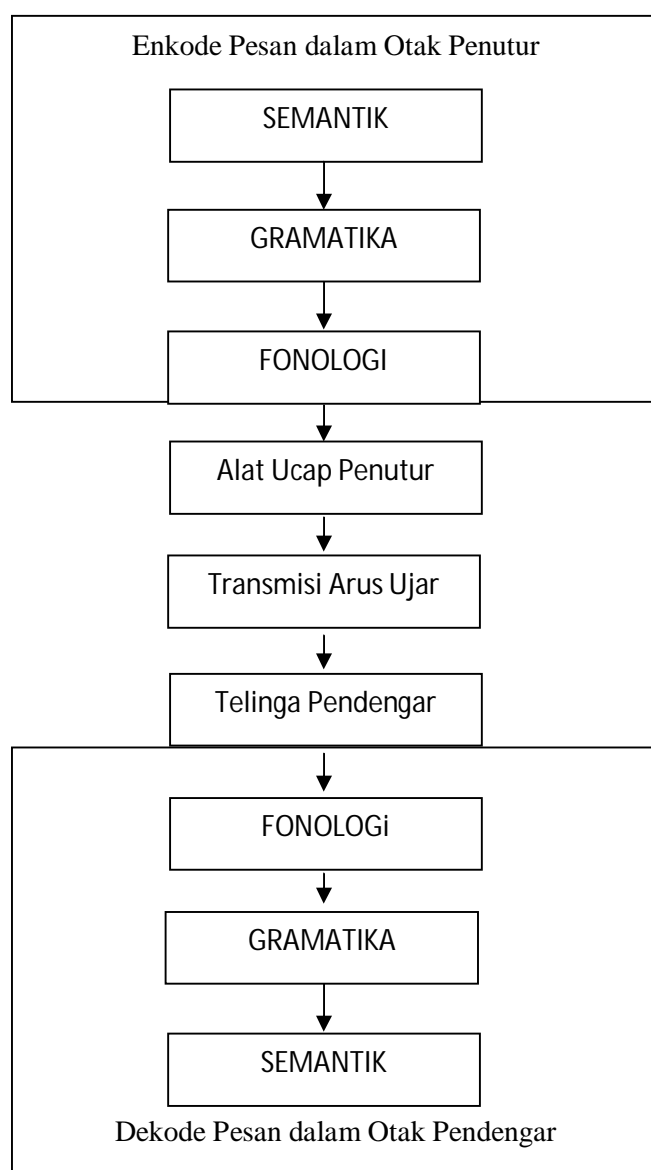 Enkode Pesan dalam Otak Penutur
SEMANTIK
GRAMATIKA
FONOLOGI
Alat Ucap Penutur
Transmisi Arus Ujar
Telinga Pendengar
FONOLOGi
GRAMATIKA
SEMANTIK
Dekode Pesan dalam Otak Pendengar